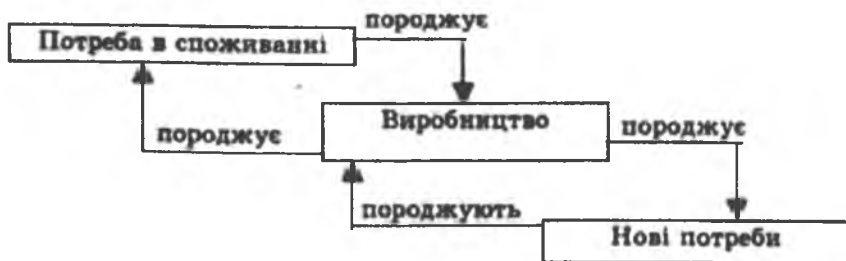 породжує
Потреба в споживанні
Виробництво
породжує
породжує
породжують
Нові потреби